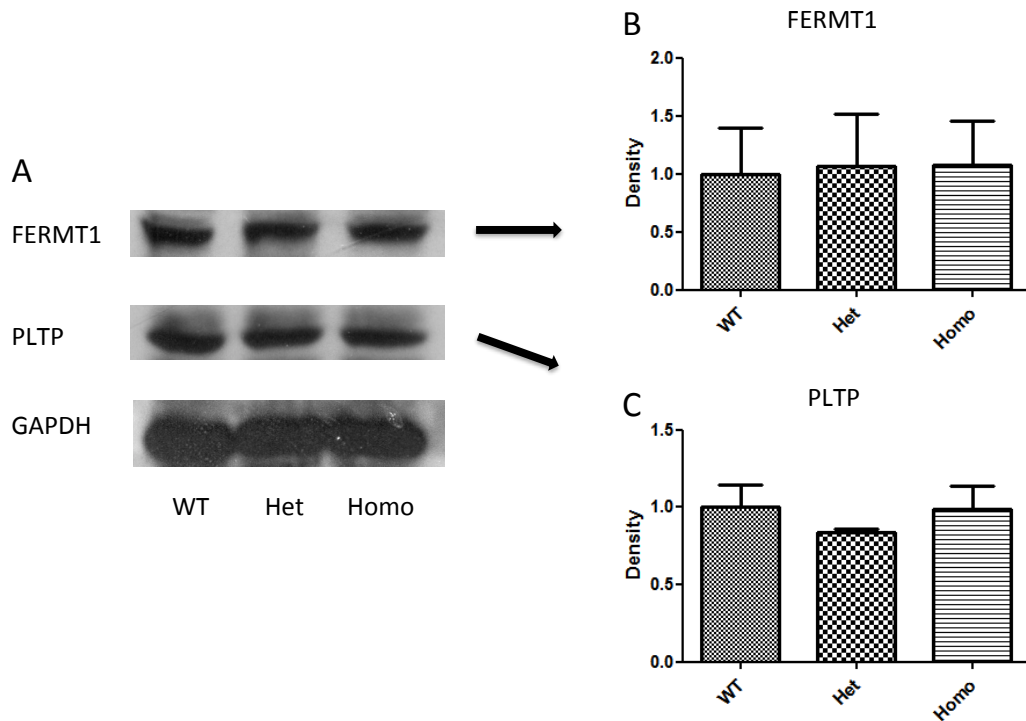 A
FERMT1
PLTP
GAPDH
WT Het Homo
B
FERMT1
Density
2.0
1.5
1.0
0.5
0.0
WT Het Homo
C
PLTP
Density
1.5
1.0
0.5
0.0
WT Het Homo